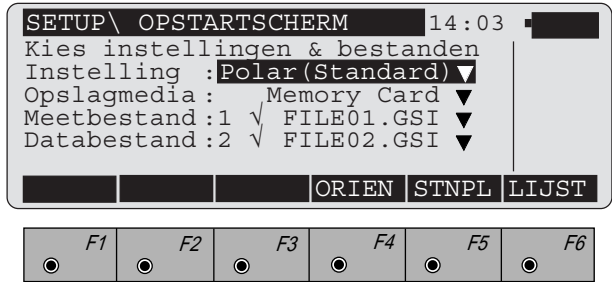 SETUP\ OPSTARTSCHERM 14:03
Kies instellingen & bestanden
Instelling :Polar(Standard)▼
Opslagmedia: Memory Card ▼
Meetbestand:1 √ FILE01.GSI ▼
Databestand:2 √ FILE02.GSI ▼
ORIEN STNPL LIJST
F1 F2 F3 F4 F5 F6